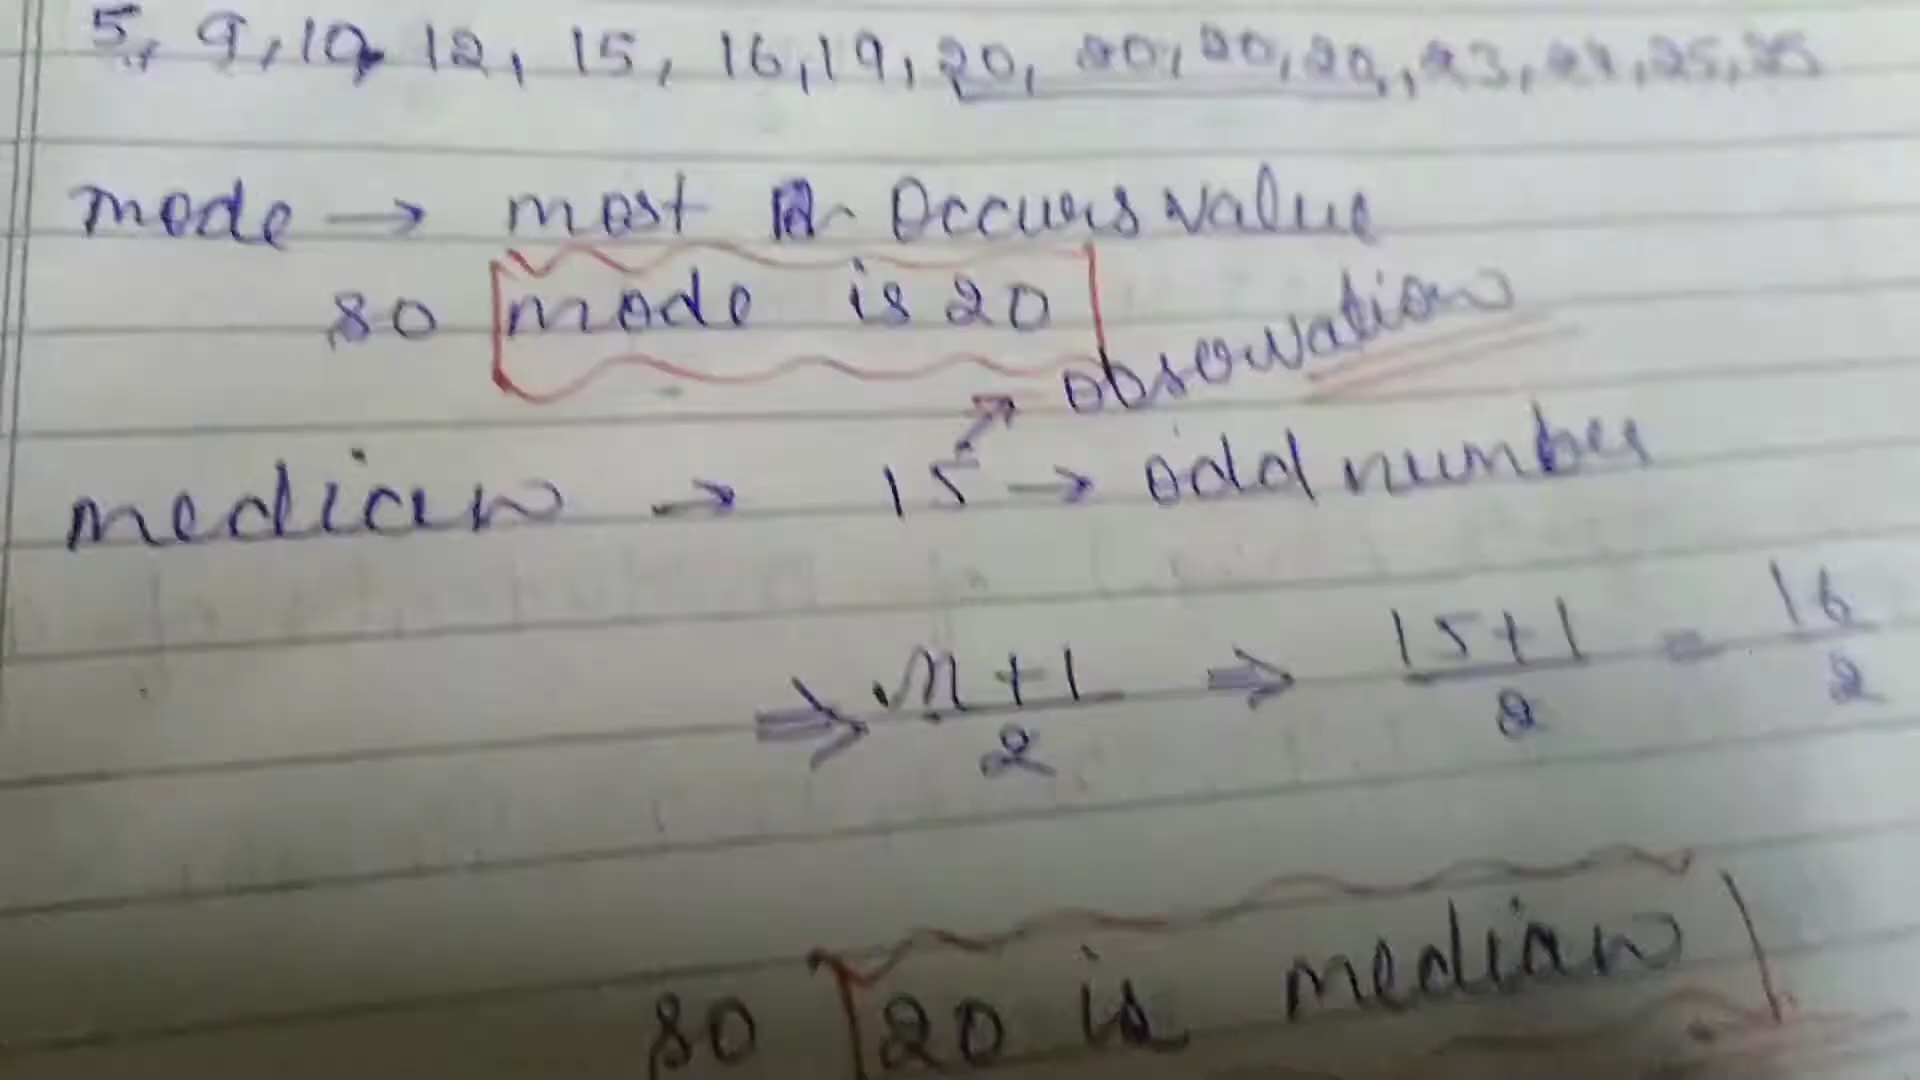 5, 9, 10, 12, 15, 16, 19, 20, 20, 20, 20, 23, 24, 25, 25
mode → most occurs value
so mode is 20
observation
median → 15 → odd number
⇒ n+1/2 ⇒ 15+1/2 = 16/2
so 20 is median